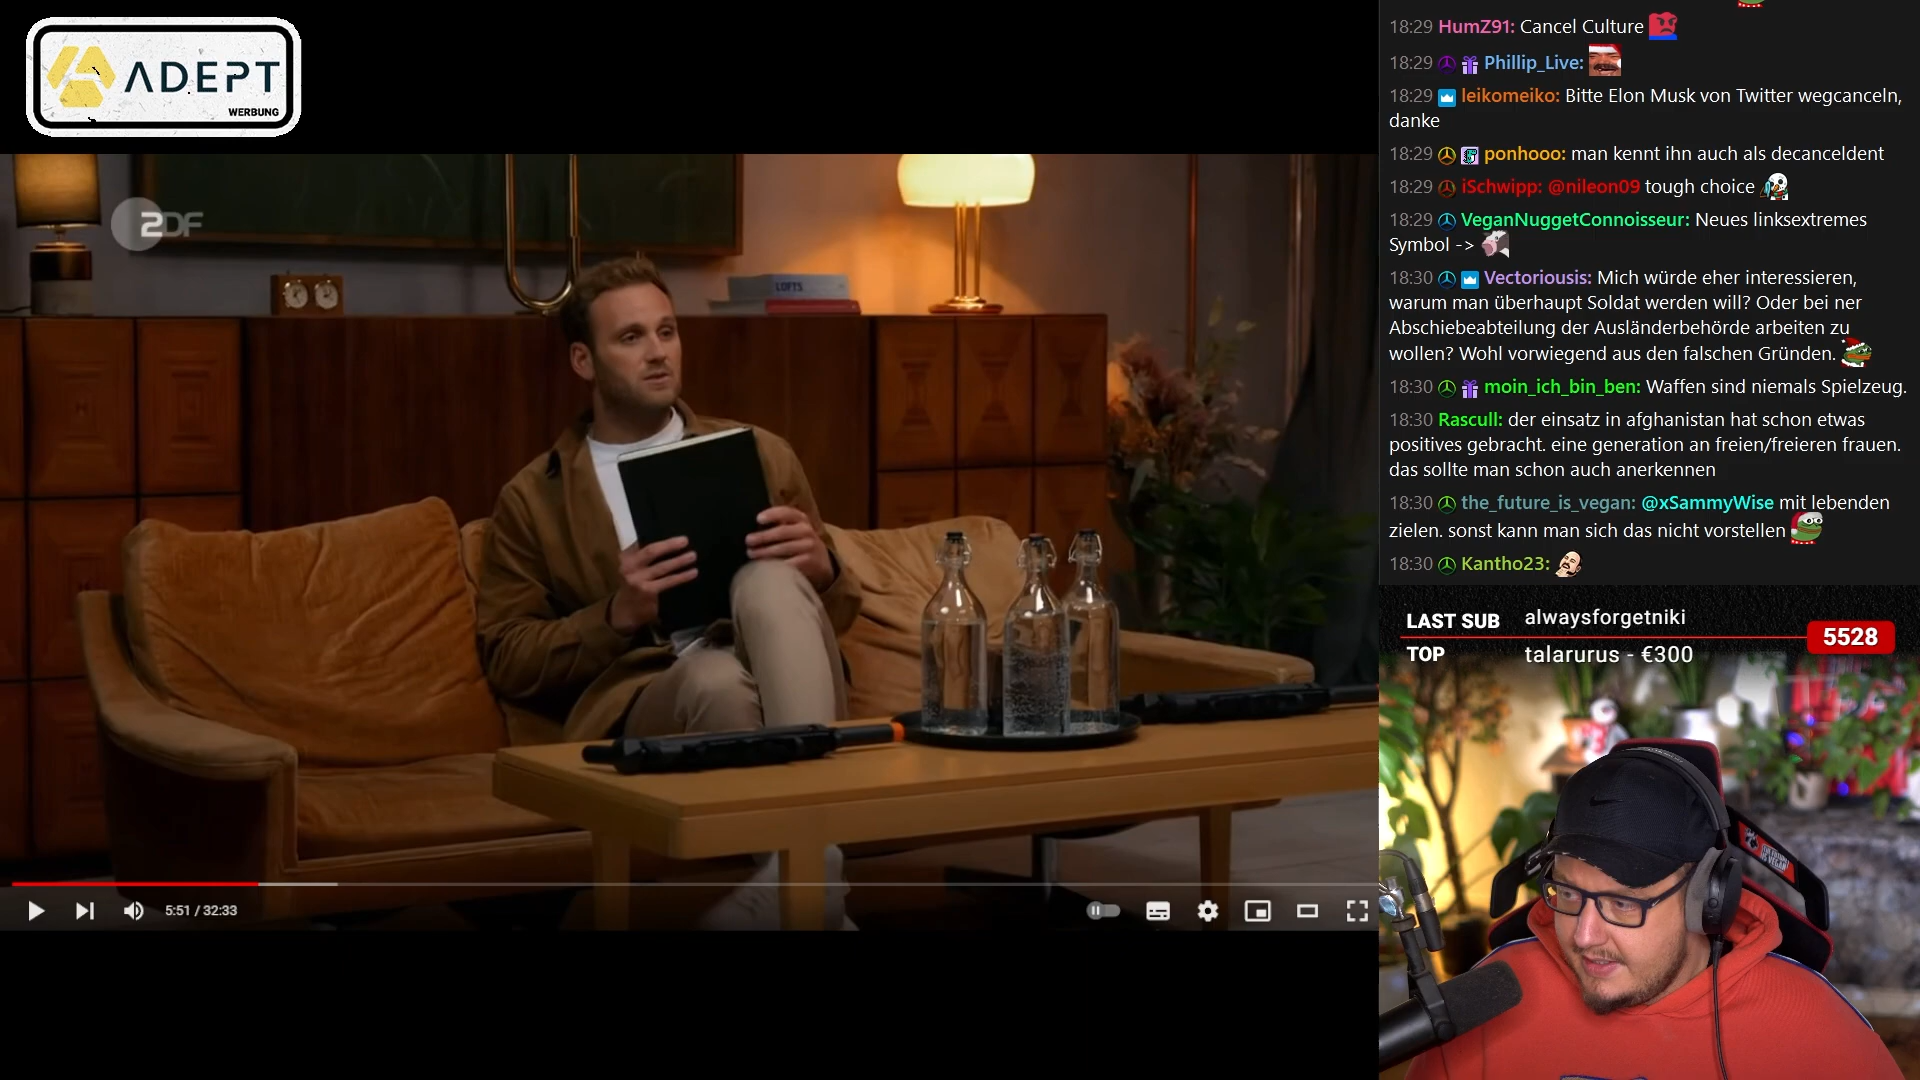 ADEPT
WERBUNG
ZDF
LOFTS
5:51 / 32:33
18:29 HumZ91: Cancel Culture
18:29 Phillip_Live:
18:29 leikomeiko: Bitte Elon Musk von Twitter wegcanceln,
danke
18:29 ponhooo: man kennt ihn auch als decanceldent
18:29 iSchwipp: @nileon09 tough choice
18:29 VeganNuggetConnoisseur: Neues linksextremes
Symbol ->
18:30 Vectoriousis: Mich würde eher interessieren,
warum man überhaupt Soldat werden will? Oder bei ner
Abschiebeabteilung der Ausländerbehörde arbeiten zu
wollen? Wohl vorwiegend aus den falschen Gründen.
18:30 moin_ich_bin_ben: Waffen sind niemals Spielzeug.
18:30 Rascull: der einsatz in afghanistan hat schon etwas
positives gebracht. eine generation an freien/freieren frauen.
das sollte man schon auch anerkennen
18:30 the_future_is_vegan: @xSammyWise mit lebenden
zielen. sonst kann man sich das nicht vorstellen
18:30 Kantho23:
LAST SUB alwaysforgetniki
5528
TOP talarurus - €300